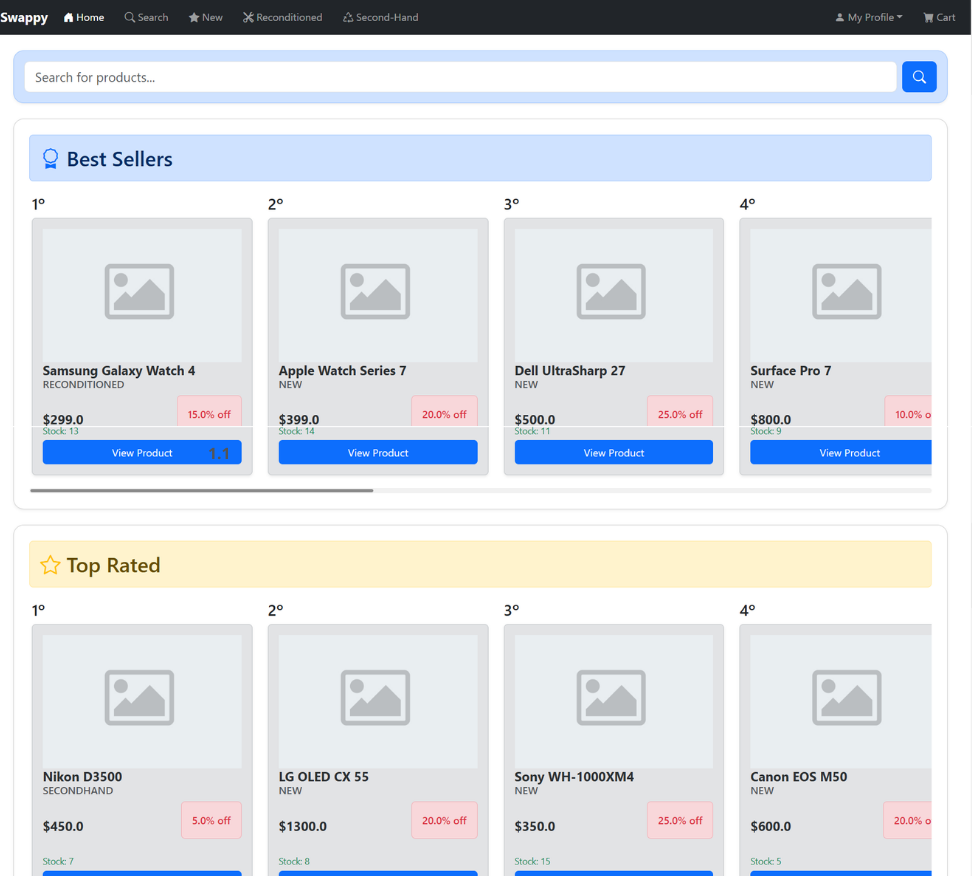 Swappy Home Search New Reconditioned Second-Hand My Profile Cart
Search for products...
Best Sellers
1º 2º 3º 4º
Samsung Galaxy Watch 4 Apple Watch Series 7 Dell UltraSharp 27 Surface Pro 7
RECONDITIONED NEW NEW NEW
$299.0 15.0% off $399.0 20.0% off $500.0 25.0% off $800.0 10.0% o
Stock: 13 Stock: 14 Stock: 11 Stock: 9
View Product 1.1 View Product View Product View Product
Top Rated
1º 2º 3º 4º
Nikon D3500 LG OLED CX 55 Sony WH-1000XM4 Canon EOS M50
SECONDHAND NEW NEW NEW
$450.0 5.0% off $1300.0 20.0% off $350.0 25.0% off $600.0 20.0% o
Stock: 7 Stock: 8 Stock: 15 Stock: 5